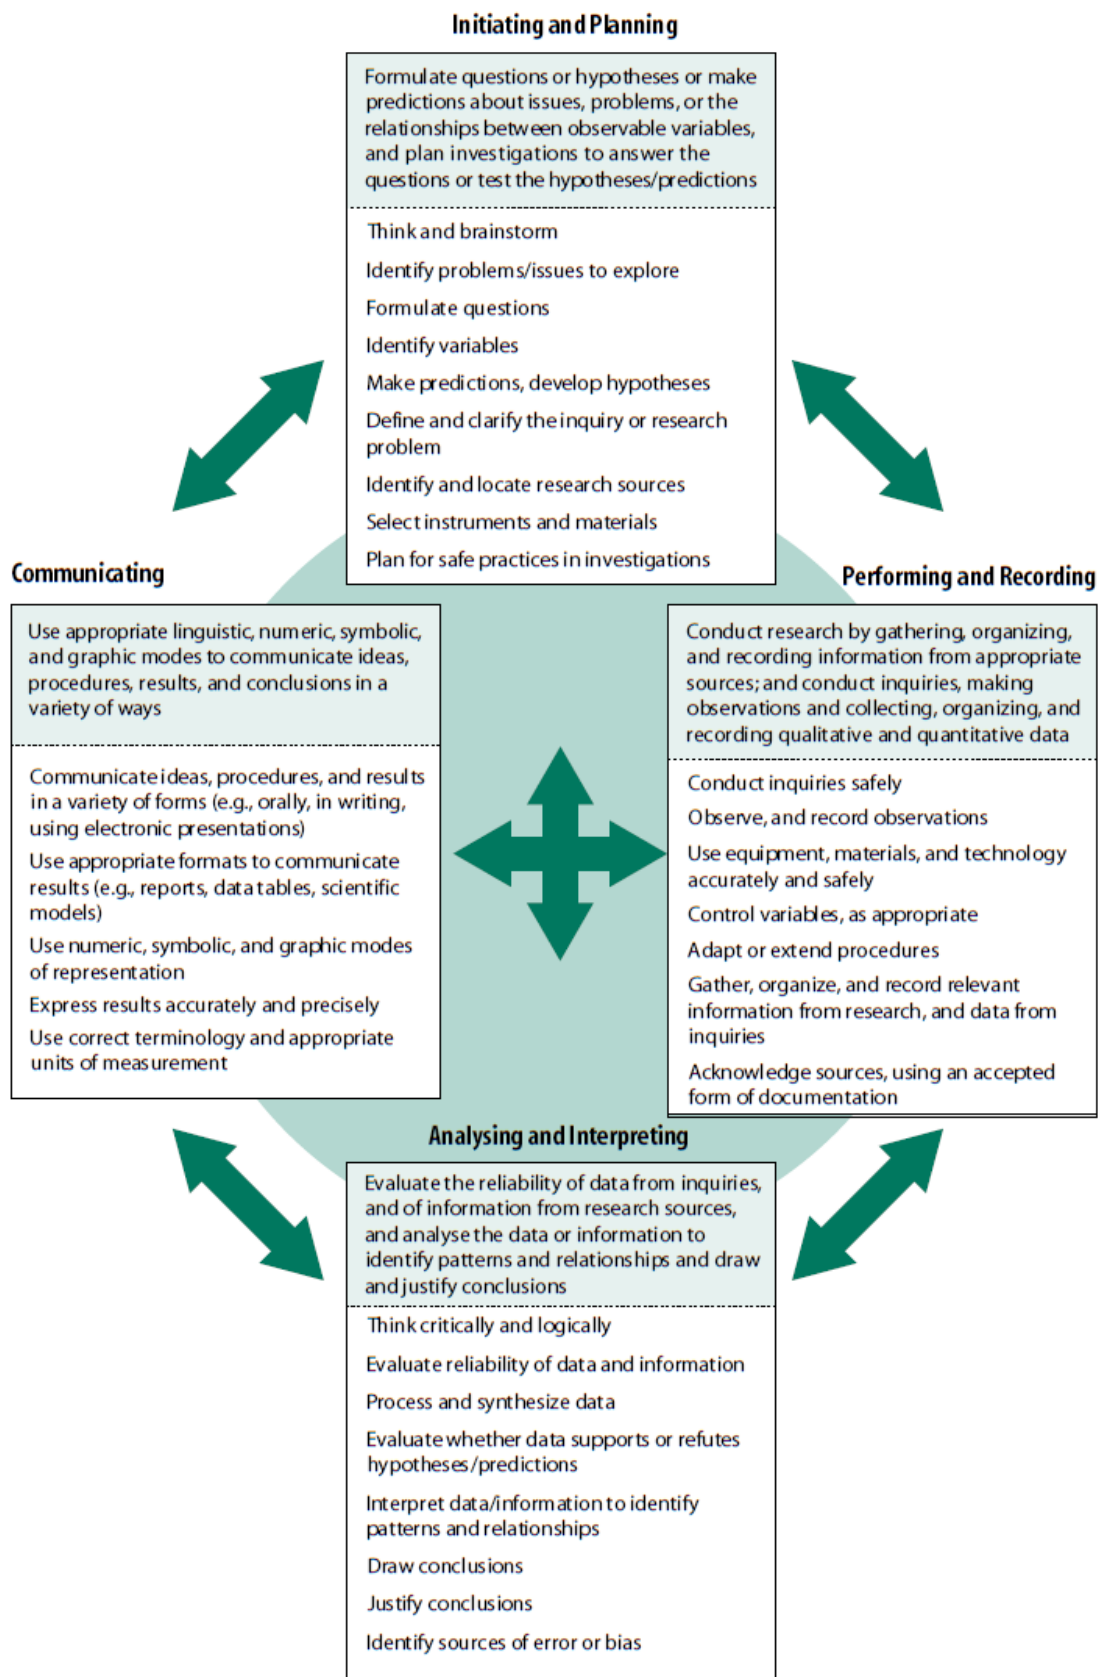 Initiating and Planning
Formulate questions or hypotheses or make
predictions about issues, problems, or the
relationships between observable variables,
and plan investigations to answer the
questions or test the hypotheses/predictions
Think and brainstorm
Identify problems/issues to explore
Formulate questions
Identify variables
Make predictions, develop hypotheses
Define and clarify the inquiry or research
problem
Identify and locate research sources
Select instruments and materials
Plan for safe practices in investigations
Communicating
Use appropriate linguistic, numeric, symbolic,
and graphic modes to communicate ideas,
procedures, results, and conclusions in a
variety of ways
Communicate ideas, procedures, and results
in a variety of forms (e.g., orally, in writing,
using electronic presentations)
Use appropriate formats to communicate
results (e.g., reports, data tables, scientific
models)
Use numeric, symbolic, and graphic modes
of representation
Express results accurately and precisely
Use correct terminology and appropriate
units of measurement
Performing and Recording
Conduct research by gathering, organizing,
and recording information from appropriate
sources; and conduct inquiries, making
observations and collecting, organizing, and
recording qualitative and quantitative data
Conduct inquiries safely
Observe, and record observations
Use equipment, materials, and technology
accurately and safely
Control variables, as appropriate
Adapt or extend procedures
Gather, organize, and record relevant
information from research, and data from
inquiries
Acknowledge sources, using an accepted
form of documentation
Analysing and Interpreting
Evaluate the reliability of data from inquiries,
and of information from research sources,
and analyse the data or information to
identify patterns and relationships and draw
and justify conclusions
Think critically and logically
Evaluate reliability of data and information
Process and synthesize data
Evaluate whether data supports or refutes
hypotheses/predictions
Interpret data/information to identify
patterns and relationships
Draw conclusions
Justify conclusions
Identify sources of error or bias